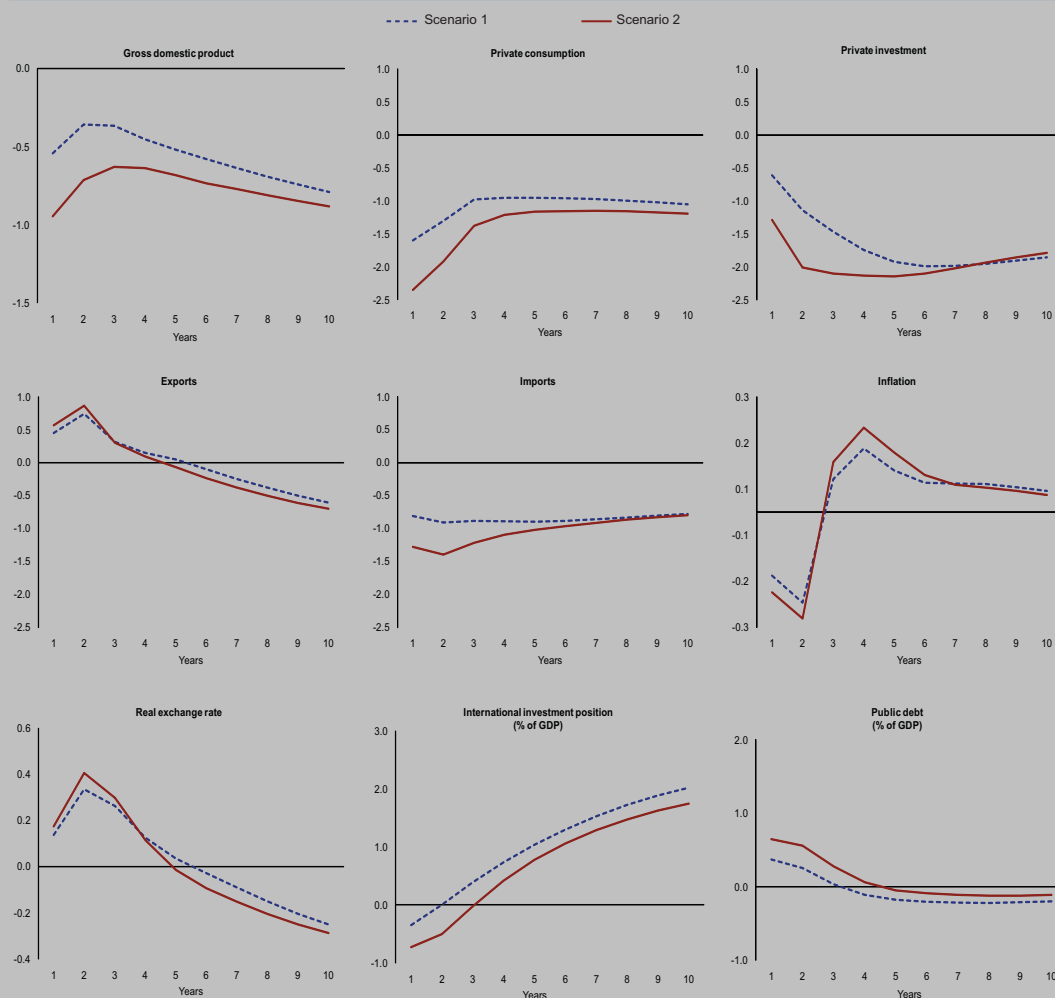 Scenario 1 Scenario 2
Gross domestic product
0.0
-0.5
-1.0
-1.5
1 2 3 4 5 6 7 8 9 10
Years
Private consumption
1.0
0.5
0.0
-0.5
-1.0
-1.5
-2.0
-2.5
1 2 3 4 5 6 7 8 9 10
Years
Private investment
1.0
0.5
0.0
-0.5
-1.0
-1.5
-2.0
-2.5
1 2 3 4 5 6 7 8 9 10
Yeras
Exports
1.0
0.5
0.0
-0.5
-1.0
-1.5
-2.0
-2.5
1 2 3 4 5 6 7 8 9 10
Years
Imports
1.0
0.5
0.0
-0.5
-1.0
-1.5
-2.0
-2.5
1 2 3 4 5 6 7 8 9 10
Years
Inflation
0.3
0.2
0.1
-0.1
-0.2
-0.3
1 2 3 4 5 6 7 8 9 10
Years
Real exchange rate
0.6
0.4
0.2
0.0
-0.2
-0.4
1 2 3 4 5 6 7 8 9 10
Years
International investment position
(% of GDP)
3.0
2.0
1.0
0.0
-1.0
1 2 3 4 5 6 7 8 9 10
Years
Public debt
(% of GDP)
2.0
1.0
0.0
-1.0
1 2 3 4 5 6 7 8 9 10
Years